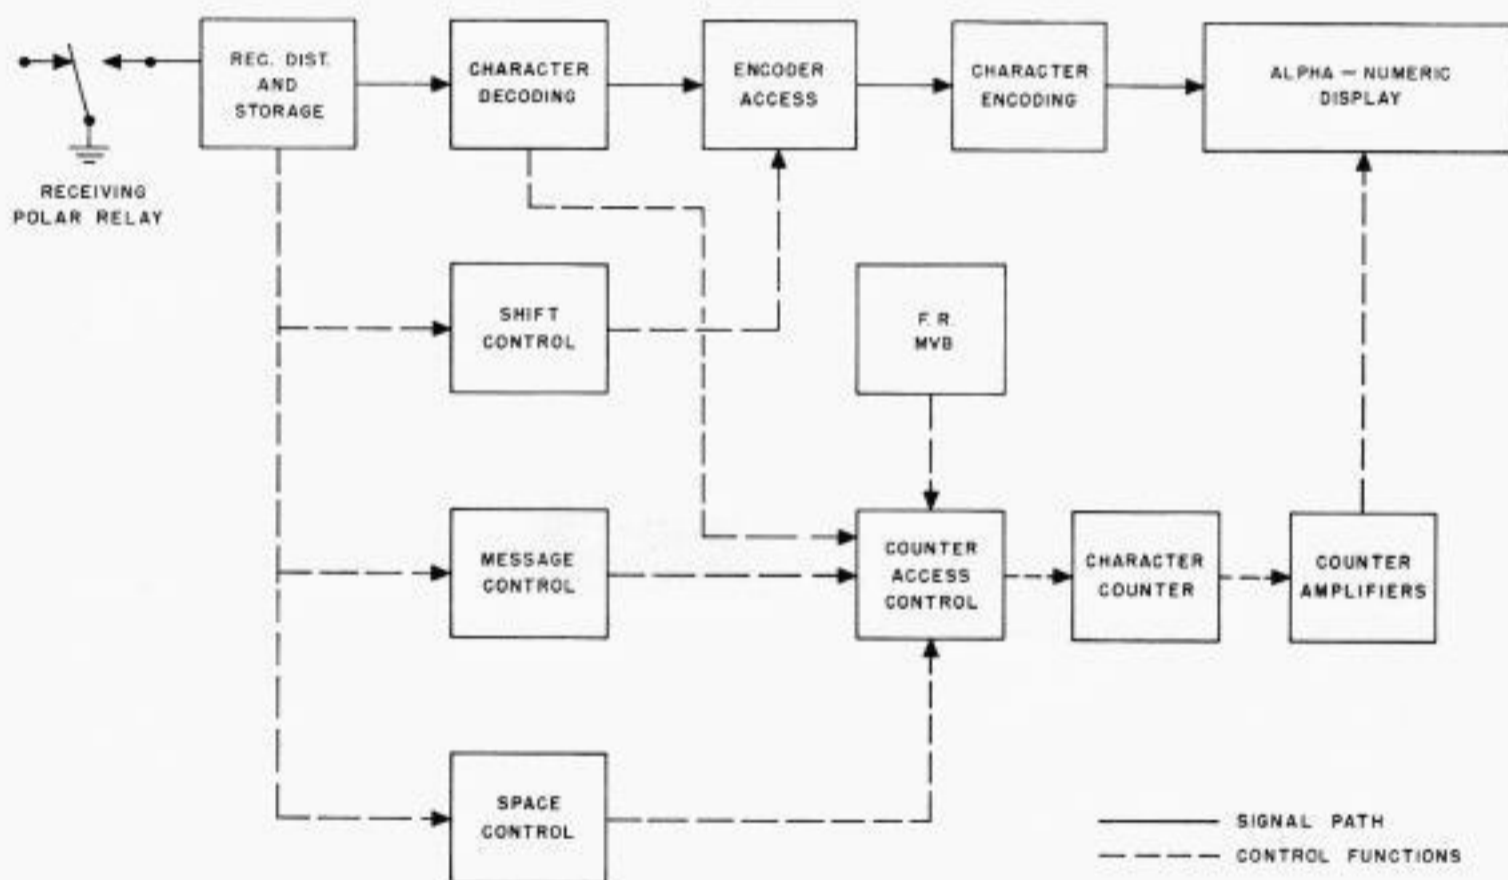 REC. DIST.
AND
STORAGE
CHARACTER
DECODING
ENCODER
ACCESS
CHARACTER
ENCODING
ALPHA — NUMERIC
DISPLAY
RECEIVING
POLAR RELAY
SHIFT
CONTROL
F. R.
MVB
MESSAGE
CONTROL
COUNTER
ACCESS
CONTROL
CHARACTER
COUNTER
COUNTER
AMPLIFIERS
SPACE
CONTROL
SIGNAL PATH
CONTROL FUNCTIONS